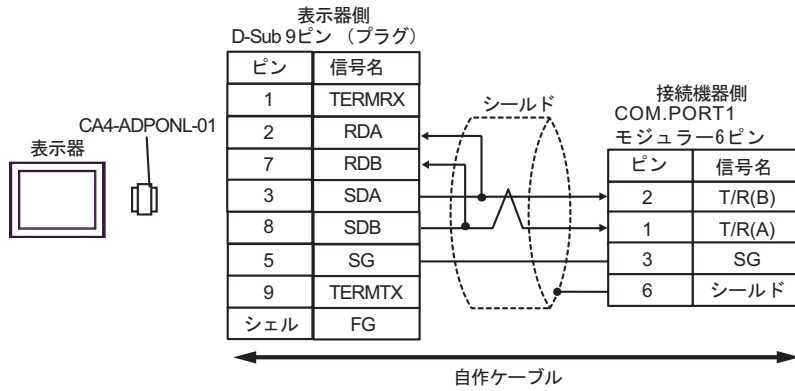 表示器側
D-Sub 9ピン （プラグ）
ピン 信号名
1 TERMRX
2 RDA
7 RDB
3 SDA
8 SDB
5 SG
9 TERMTX
シェル FG
CA4-ADPONL-01
表示器
シールド
接続機器側
COM.PORT1
モジュラー6ピン
ピン 信号名
2 T/R(B)
1 T/R(A)
3 SG
6 シールド
自作ケーブル